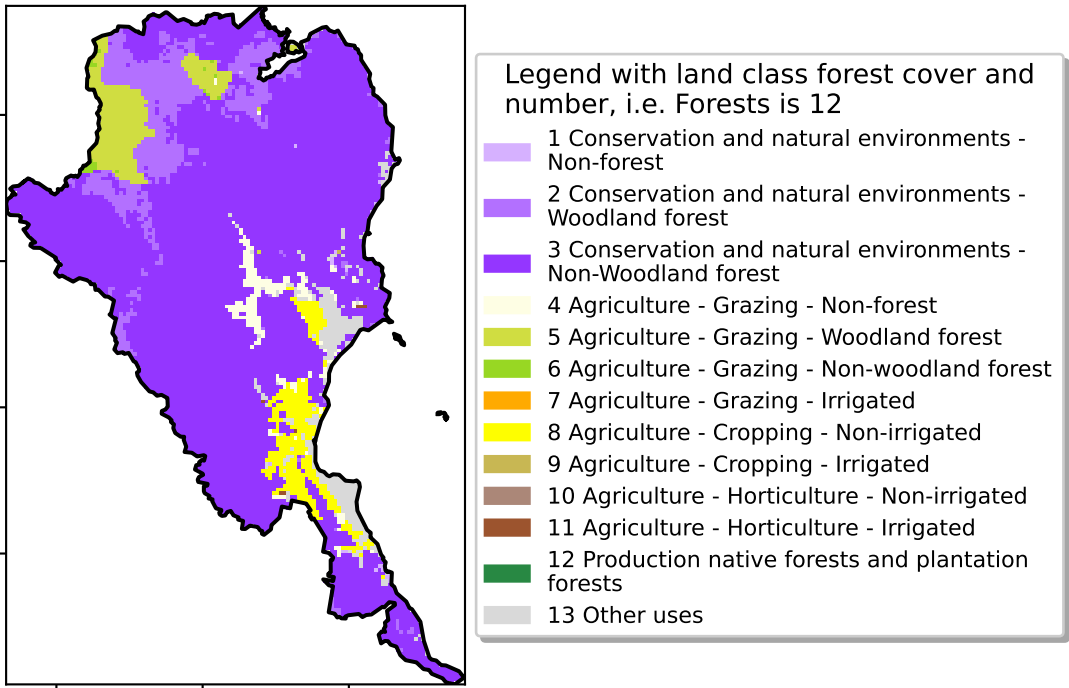 Legend with land class forest cover and
number, i.e. Forests is 12
1 Conservation and natural environments -
Non-forest
2 Conservation and natural environments -
Woodland forest
3 Conservation and natural environments -
Non-Woodland forest
4 Agriculture - Grazing - Non-forest
5 Agriculture - Grazing - Woodland forest
6 Agriculture - Grazing - Non-woodland forest
7 Agriculture - Grazing - Irrigated
8 Agriculture - Cropping - Non-irrigated
9 Agriculture - Cropping - Irrigated
10 Agriculture - Horticulture - Non-irrigated
11 Agriculture - Horticulture - Irrigated
12 Production native forests and plantation
forests
13 Other uses